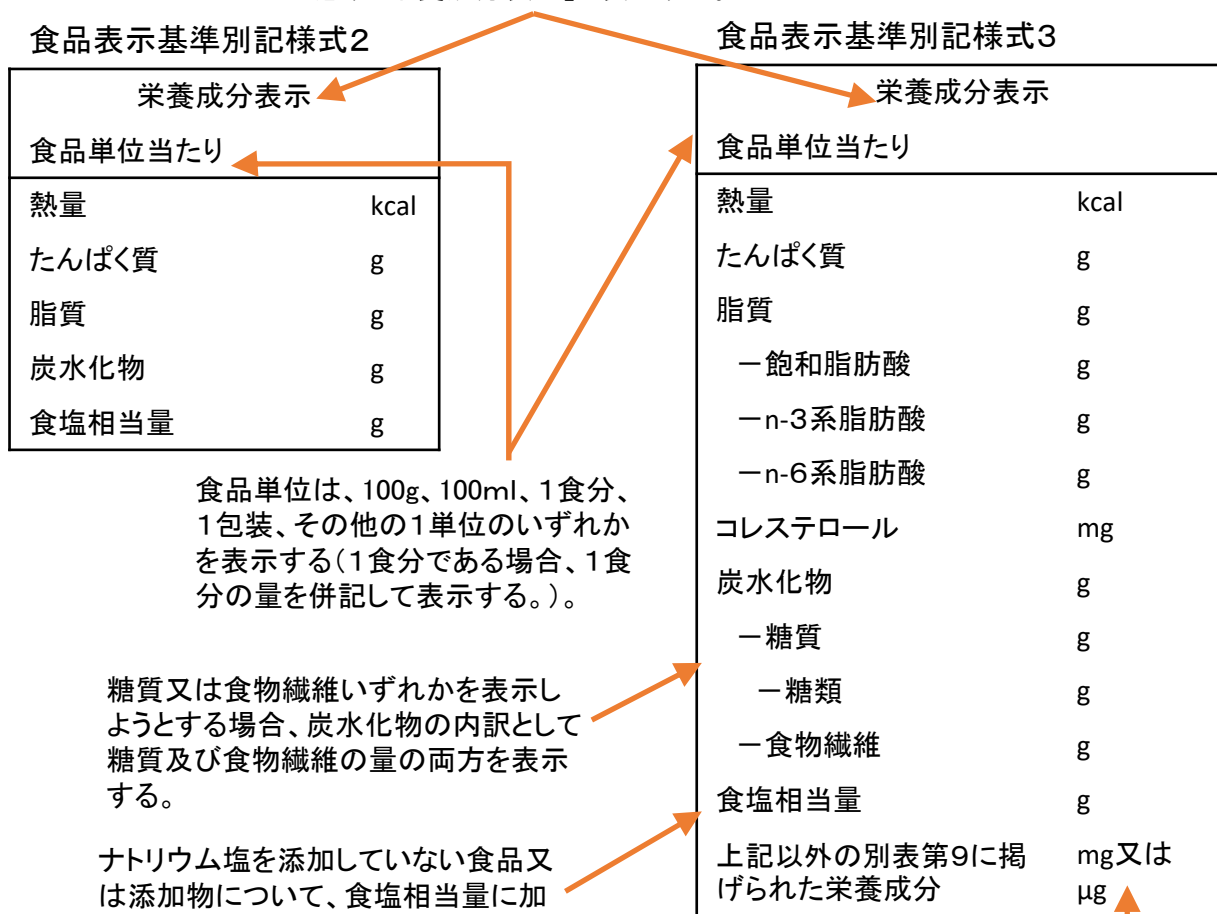 食品表示基準別記様式2
栄養成分表示
食品単位当たり
熱量 kcal
たんぱく質 g
脂質 g
炭水化物 g
食塩相当量 g
食品表示基準別記様式3
栄養成分表示
食品単位当たり
熱量 kcal
たんぱく質 g
脂質 g
－飽和脂肪酸 g
－n-3系脂肪酸 g
－n-6系脂肪酸 g
コレステロール mg
炭水化物 g
－糖質 g
－糖類 g
－食物繊維 g
食塩相当量 g
上記以外の別表第9に掲 mg又は
げられた栄養成分 μg
食品単位は、100g、100ml、1食分、
1包装、その他の1単位のいずれか
を表示する(1食分である場合、1食
分の量を併記して表示する。)。
糖質又は食物繊維いずれかを表示し
ようとする場合、炭水化物の内訳として
糖質及び食物繊維の量の両方を表示
する。
ナトリウム塩を添加していない食品又
は添加物について、食塩相当量に加